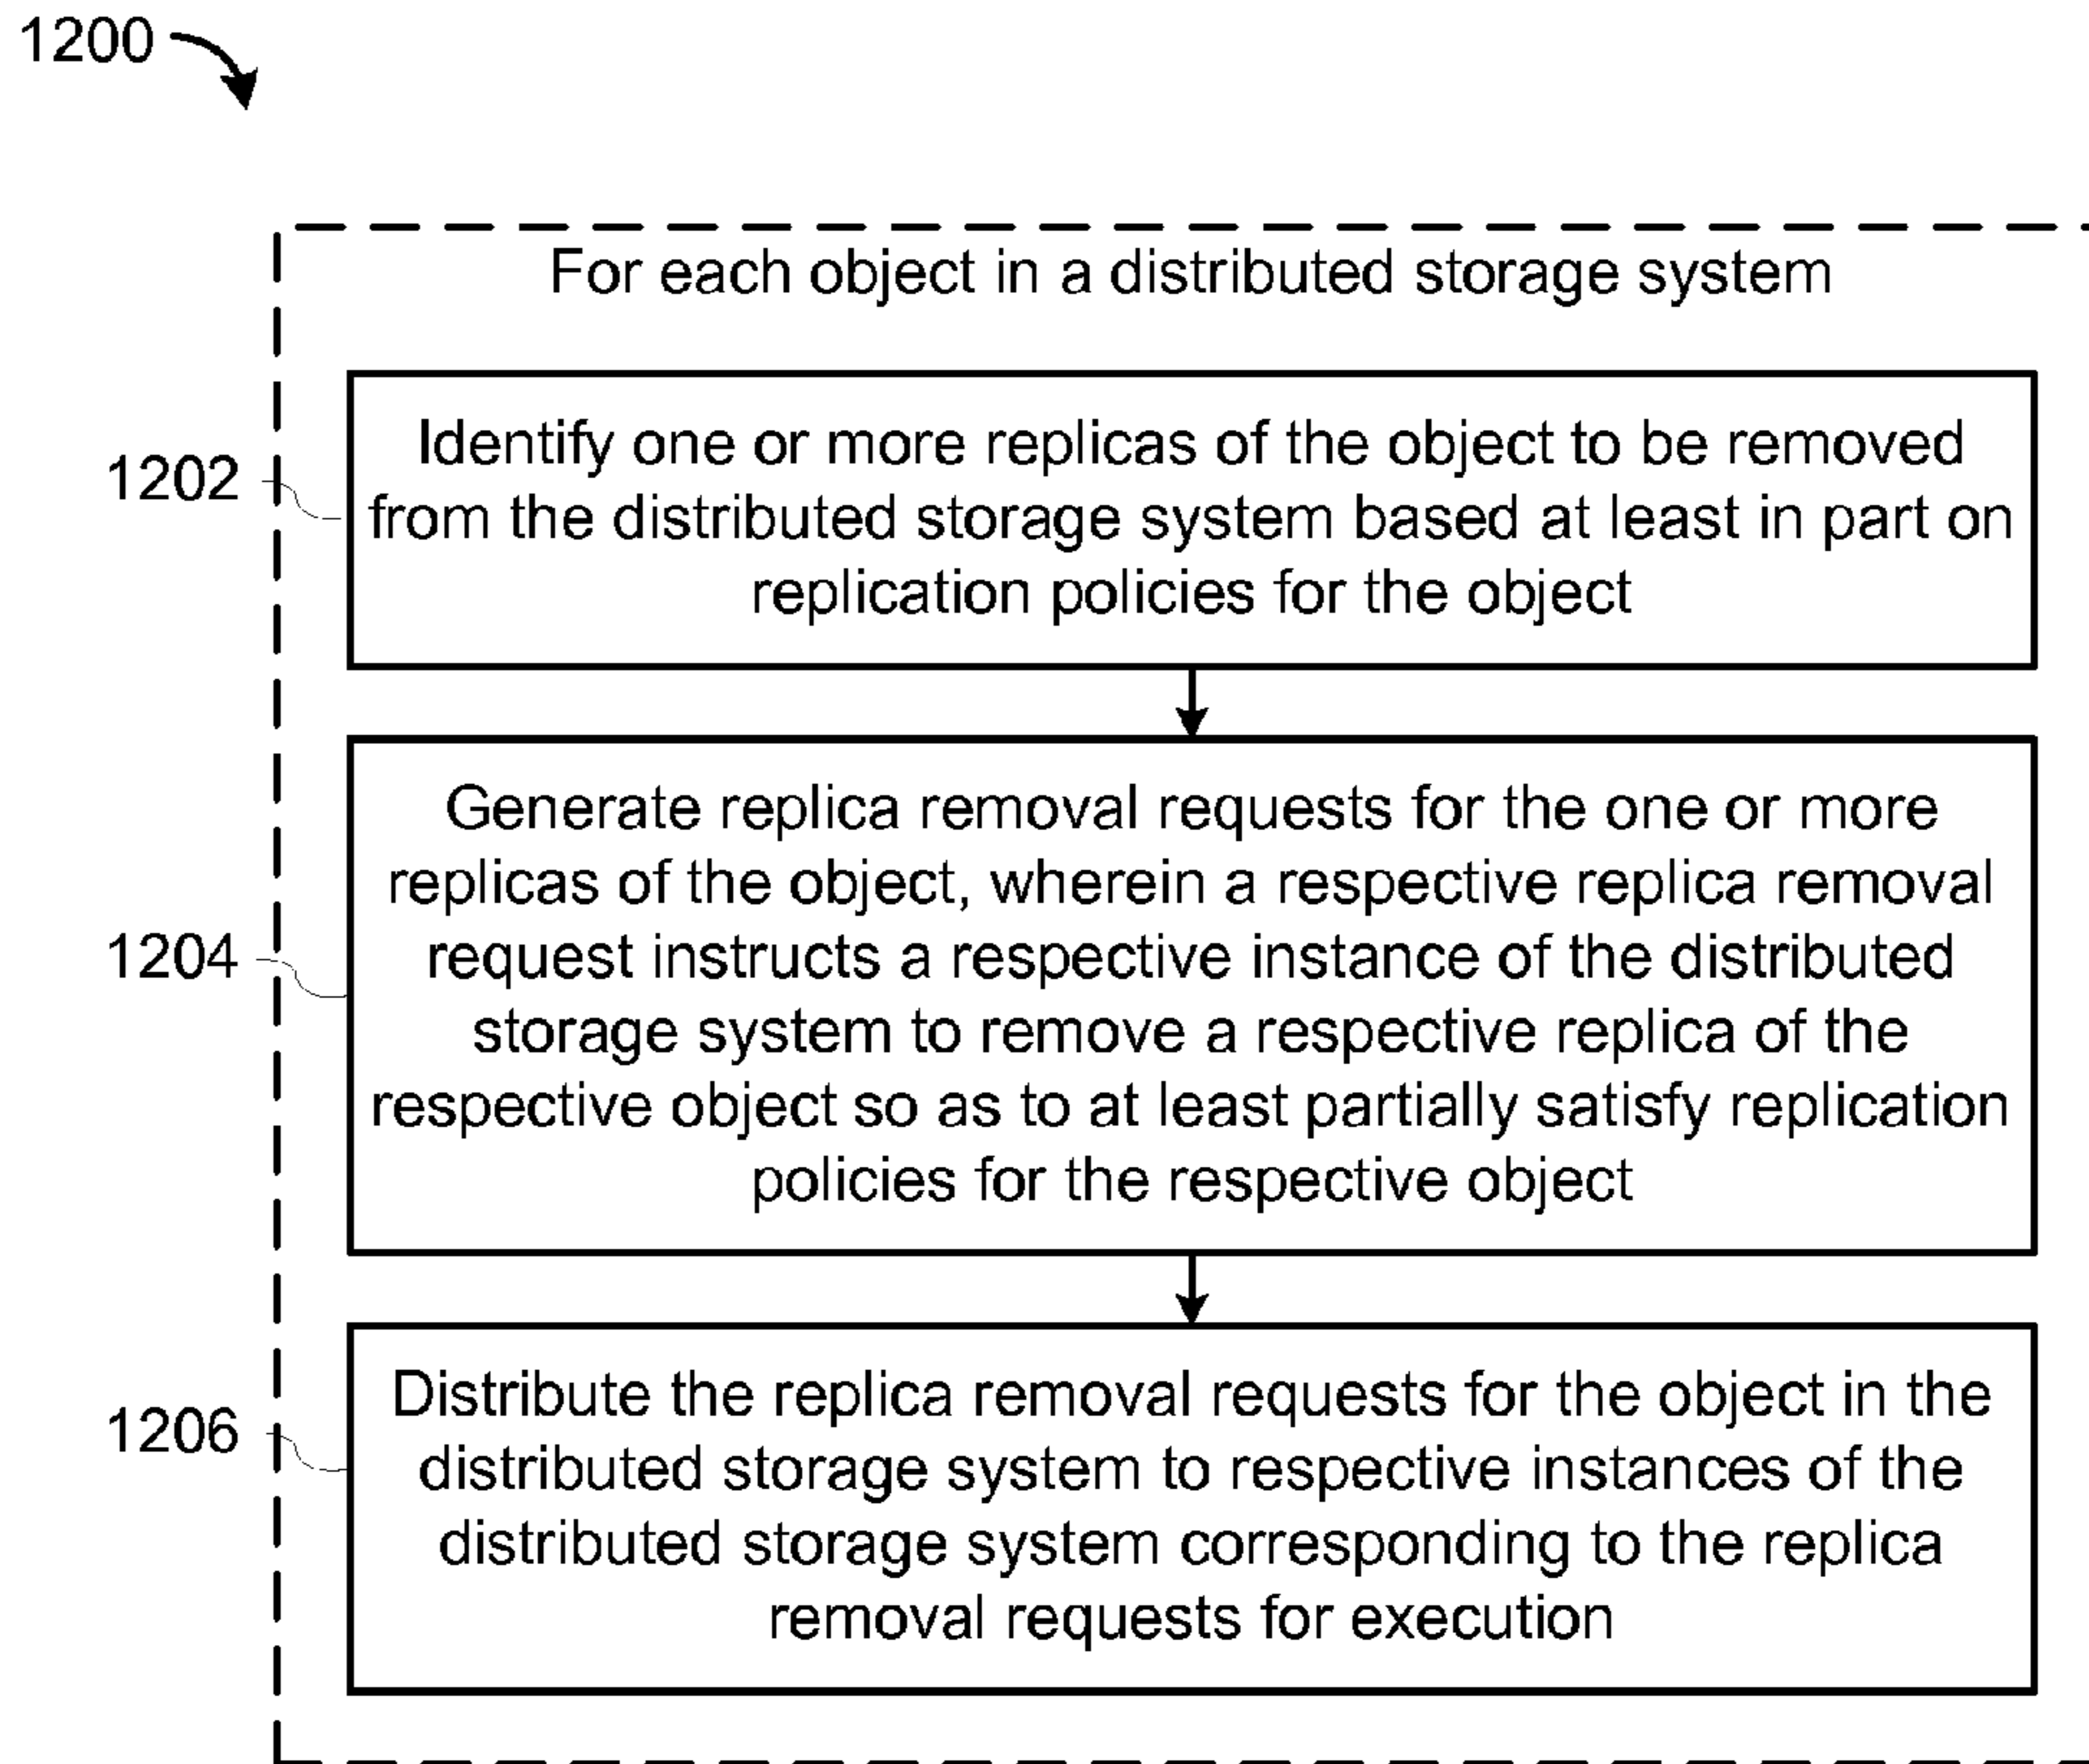 1200
For each object in a distributed storage system
1202
Identify one or more replicas of the object to be removed
from the distributed storage system based at least in part on
replication policies for the object
1204
Generate replica removal requests for the one or more
replicas of the object, wherein a respective replica removal
request instructs a respective instance of the distributed
storage system to remove a respective replica of the
respective object so as to at least partially satisfy replication
policies for the respective object
1206
Distribute the replica removal requests for the object in the
distributed storage system to respective instances of the
distributed storage system corresponding to the replica
removal requests for execution